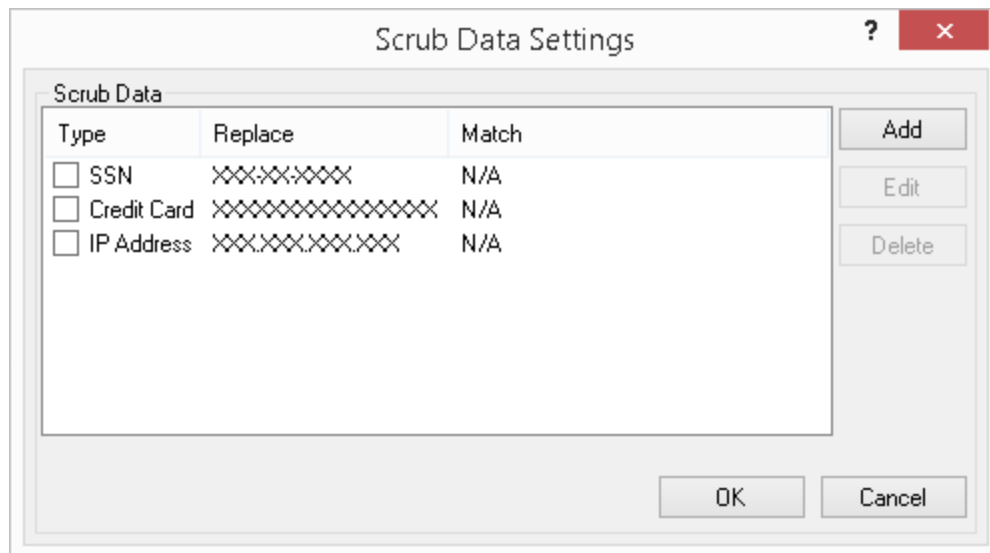 Scrub Data Settings ?
Scrub Data
Type Replace Match
Add
SSN XXX-XX-XXXX N/A
Edit
Credit Card XXXXXXXXXXXXXXXX N/A
IP Address XXX.XXX.XXX.XXX N/A
Delete
OK Cancel